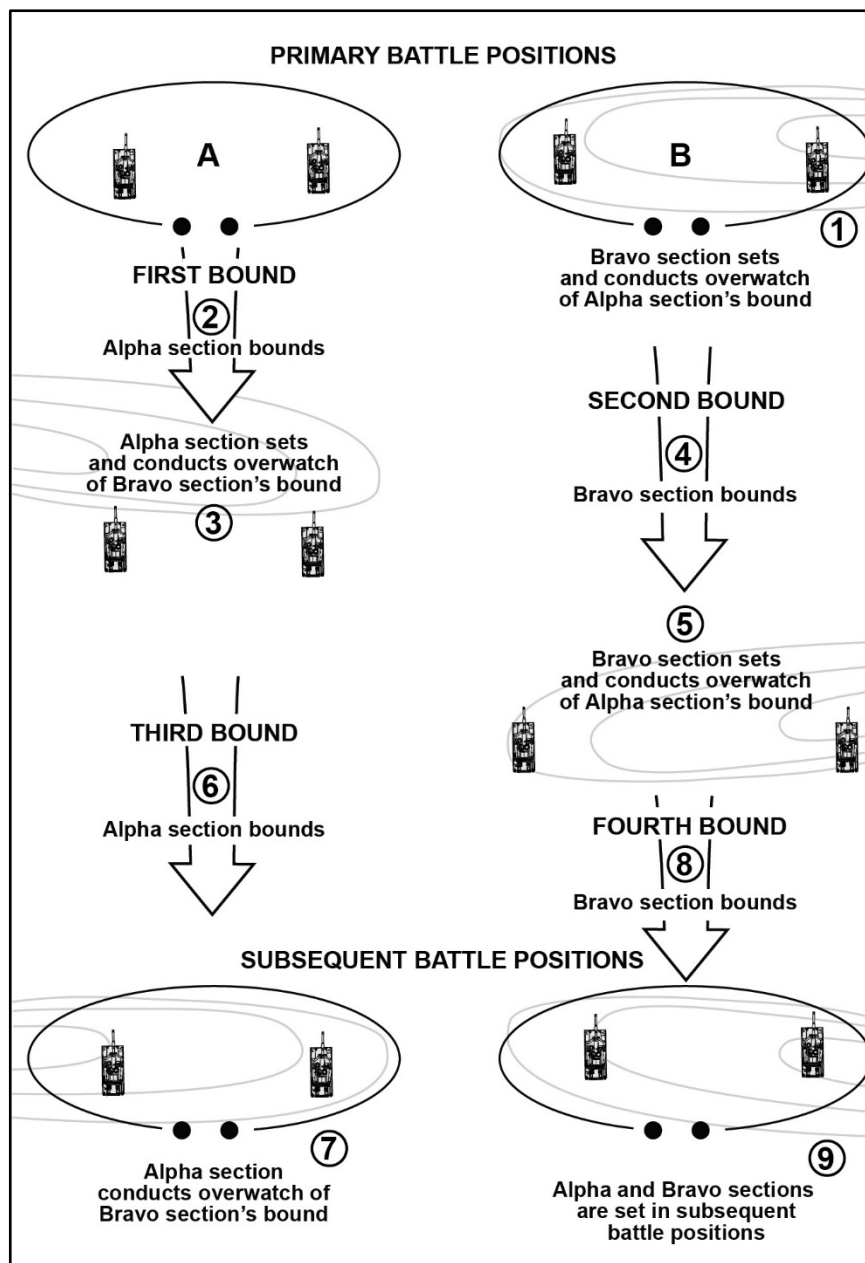 PRIMARY BATTLE POSITIONS
A
B
1
Bravo section sets
and conducts overwatch
of Alpha section's bound
FIRST BOUND
2
Alpha section bounds
Alpha section sets
and conducts overwatch
of Bravo section's bound
3
SECOND BOUND
4
Bravo section bounds
5
Bravo section sets
and conducts overwatch
of Alpha section's bound
THIRD BOUND
6
Alpha section bounds
FOURTH BOUND
8
Bravo section bounds
SUBSEQUENT BATTLE POSITIONS
7
Alpha section
conducts overwatch of
Bravo section's bound
9
Alpha and Bravo sections
are set in subsequent
battle positions